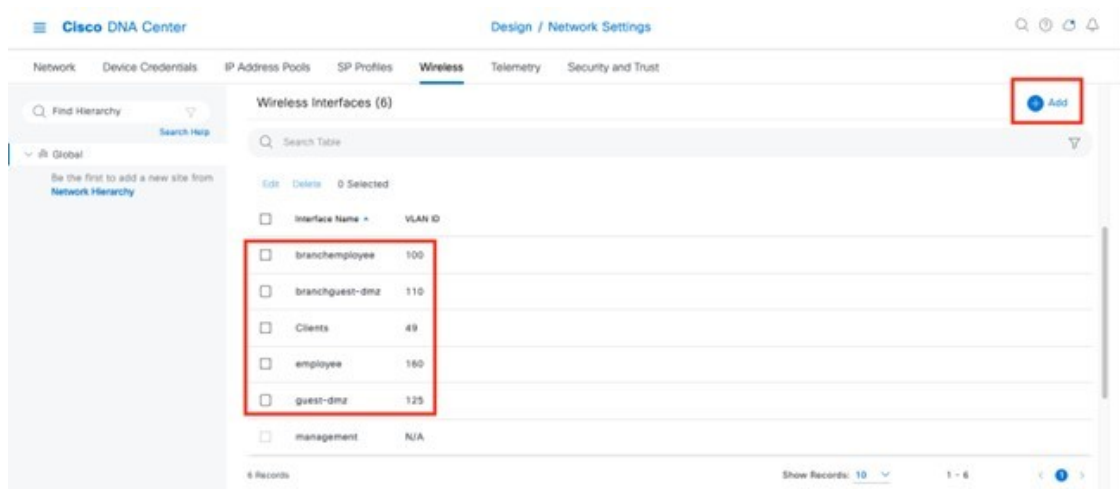 Cisco DNA Center
Design / Network Settings
Network Device Credentials IP Address Pools SP Profiles Wireless Telemetry Security and Trust
Find Hierarchy
Search Help
Global
Be the first to add a new site from
Network Hierarchy
Wireless Interfaces (6)
Add
Search Table
Edit Delete 0 Selected
Interface Name VLAN ID
branchemployee 100
branchguest-dmz 110
Clients 49
employee 160
guest-dmz 125
management N/A
6 Records
Show Records: 10 1 - 6
1